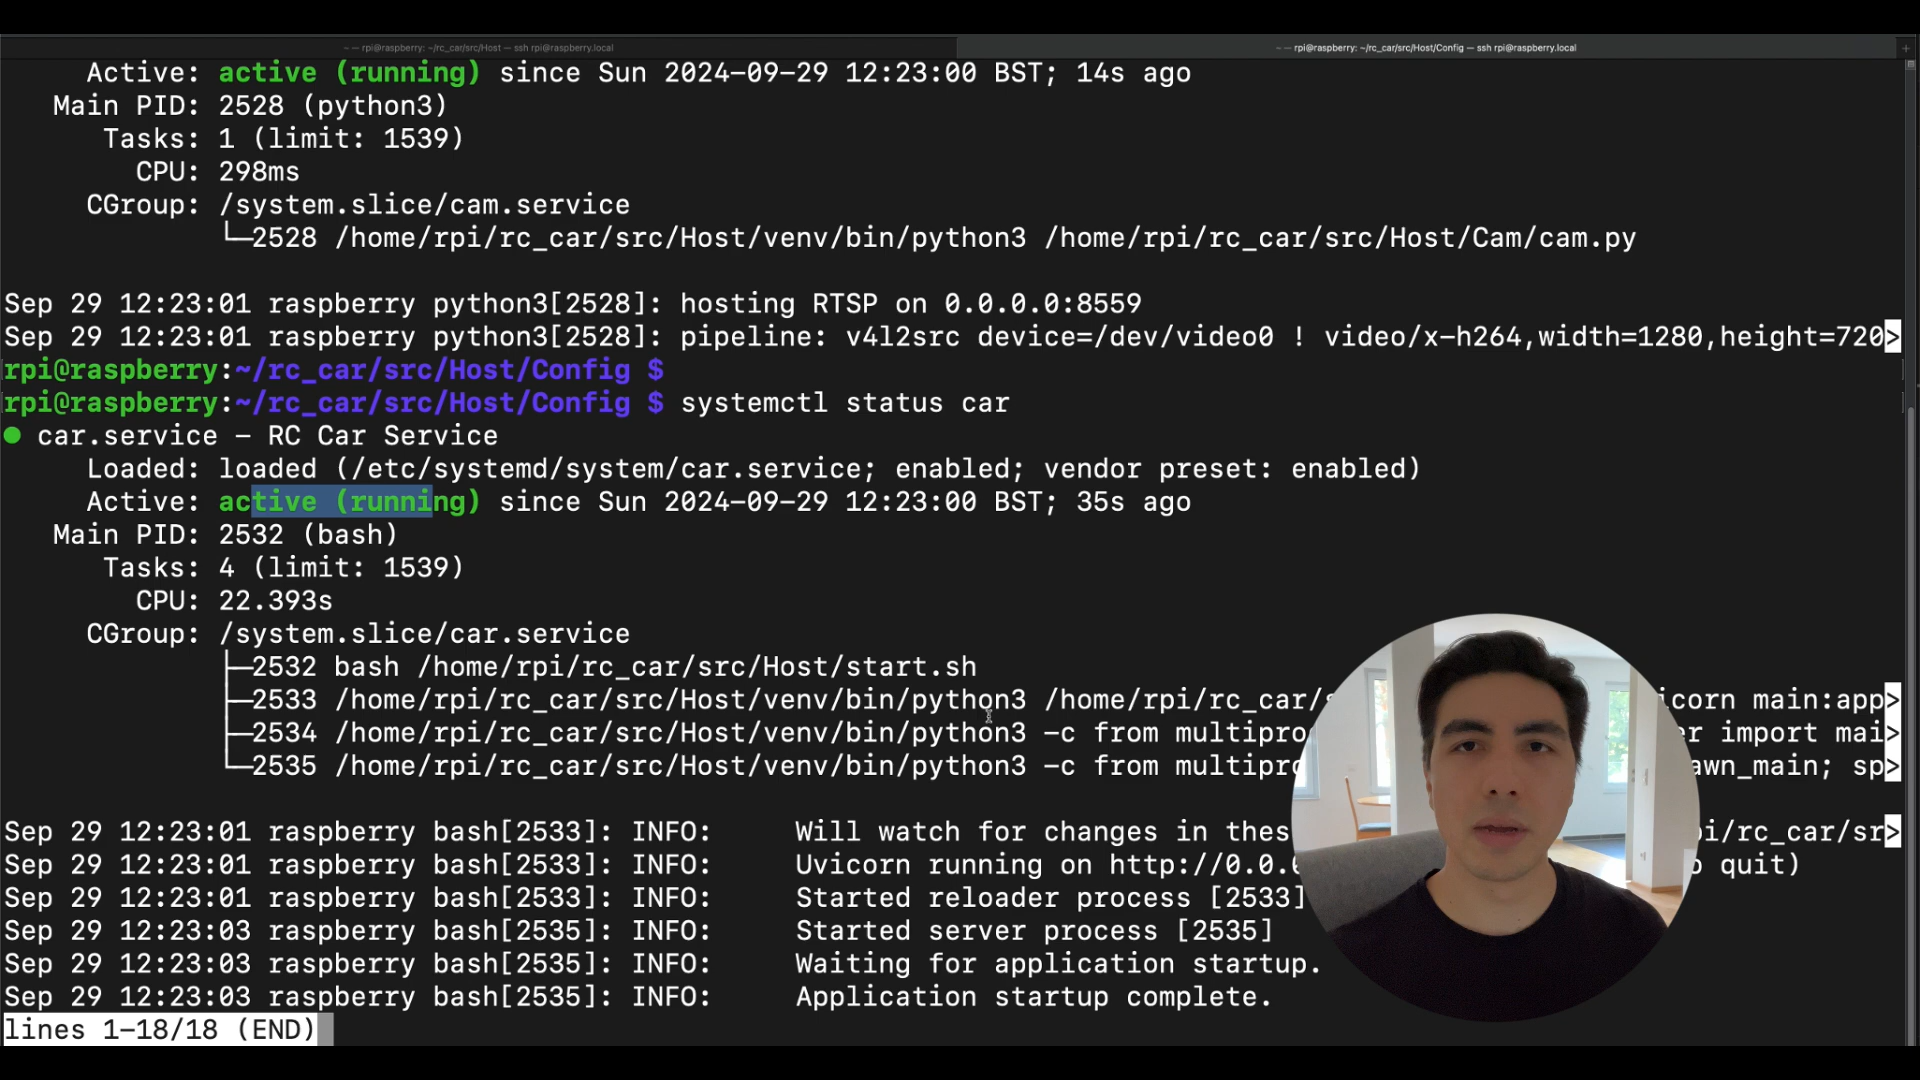 ~ — rpi@raspberry: ~/rc_car/src/Host — ssh rpi@raspberry.local
~ — rpi@raspberry: ~/rc_car/src/Host/Config — ssh rpi@raspberry.local
Active: active (running) since Sun 2024-09-29 12:23:00 BST; 14s ago
Main PID: 2528 (python3)
Tasks: 1 (limit: 1539)
CPU: 298ms
CGroup: /system.slice/cam.service
└─2528 /home/rpi/rc_car/src/Host/venv/bin/python3 /home/rpi/rc_car/src/Host/Cam/cam.py
Sep 29 12:23:01 raspberry python3[2528]: hosting RTSP on 0.0.0.0:8559
Sep 29 12:23:01 raspberry python3[2528]: pipeline: v4l2src device=/dev/video0 ! video/x-h264,width=1280,height=720>
rpi@raspberry:~/rc_car/src/Host/Config $
rpi@raspberry:~/rc_car/src/Host/Config $ systemctl status car
● car.service – RC Car Service
Loaded: loaded (/etc/systemd/system/car.service; enabled; vendor preset: enabled)
Active: active (running) since Sun 2024-09-29 12:23:00 BST; 35s ago
Main PID: 2532 (bash)
Tasks: 4 (limit: 1539)
CPU: 22.393s
CGroup: /system.slice/car.service
├─2532 bash /home/rpi/rc_car/src/Host/start.sh
├─2533 /home/rpi/rc_car/src/Host/venv/bin/python3 /home/rpi/rc_car/ icorn main:app>
├─2534 /home/rpi/rc_car/src/Host/venv/bin/python3 -c from multipro r import mai>
└─2535 /home/rpi/rc_car/src/Host/venv/bin/python3 -c from multipro awn_main; sp>
Sep 29 12:23:01 raspberry bash[2533]: INFO: Will watch for changes in thes pi/rc_car/sr>
Sep 29 12:23:01 raspberry bash[2533]: INFO: Uvicorn running on http://0.0.0 quit)
Sep 29 12:23:01 raspberry bash[2533]: INFO: Started reloader process [2533]
Sep 29 12:23:03 raspberry bash[2535]: INFO: Started server process [2535]
Sep 29 12:23:03 raspberry bash[2535]: INFO: Waiting for application startup.
Sep 29 12:23:03 raspberry bash[2535]: INFO: Application startup complete.
lines 1-18/18 (END)